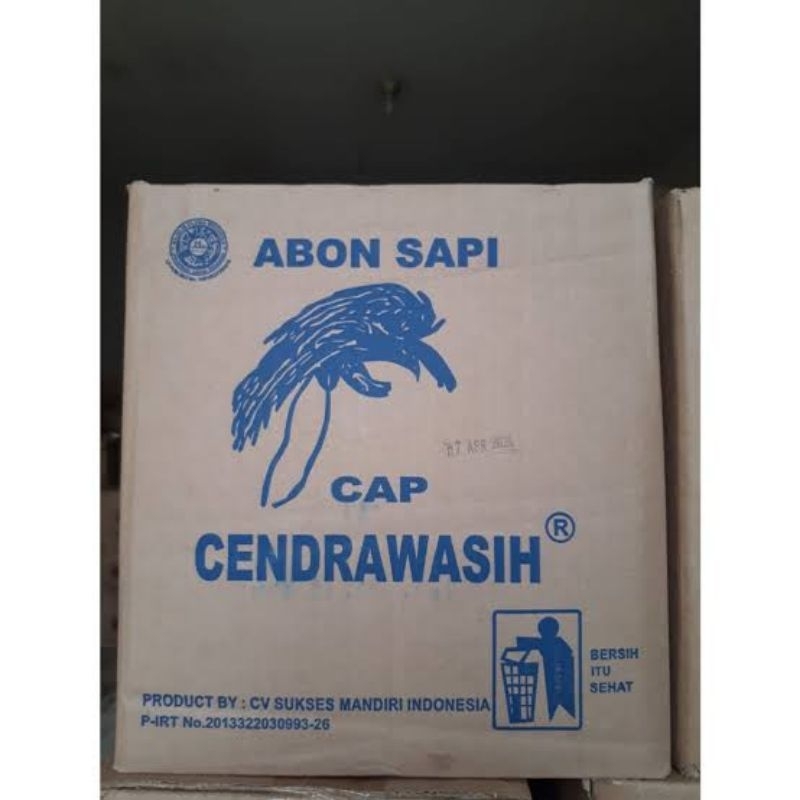 ABON SAPI
CAP
CENDRAWASIH®
BERSIH
ITU
SEHAT
PRODUCT BY : CV SUKSES MANDIRI INDONESIA
P-IRT No.2013322030993-26